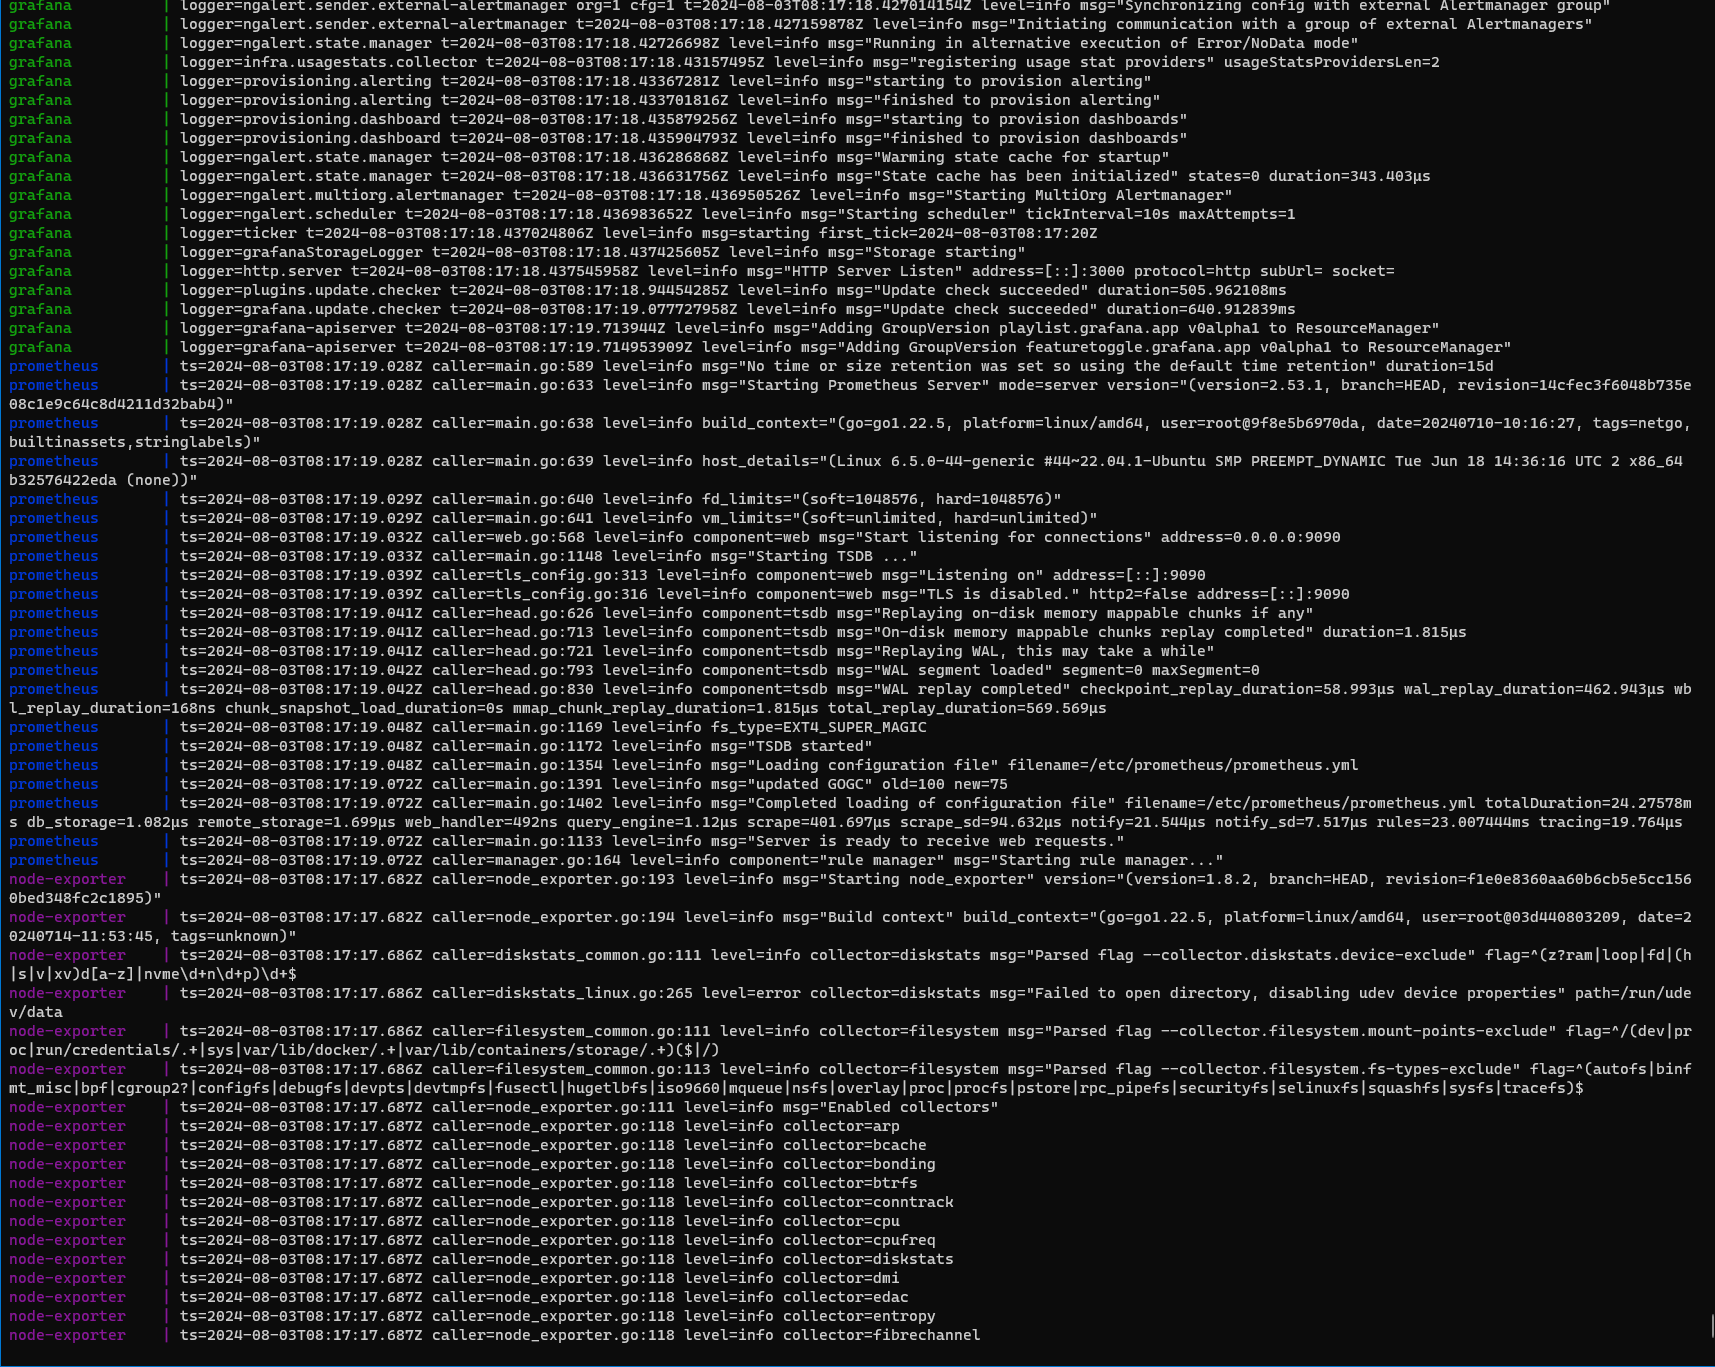 grafana | logger=ngalert.sender.external-alertmanager org=1 cfg=1 t=2024-08-03T08:17:18.427014154Z level=info msg="Synchronizing config with external Alertmanager group"
grafana | logger=ngalert.sender.external-alertmanager t=2024-08-03T08:17:18.427159878Z level=info msg="Initiating communication with a group of external Alertmanagers"
grafana | logger=ngalert.state.manager t=2024-08-03T08:17:18.42726698Z level=info msg="Running in alternative execution of Error/NoData mode"
grafana | logger=infra.usagestats.collector t=2024-08-03T08:17:18.43157495Z level=info msg="registering usage stat providers" usageStatsProvidersLen=2
grafana | logger=provisioning.alerting t=2024-08-03T08:17:18.43367281Z level=info msg="starting to provision alerting"
grafana | logger=provisioning.alerting t=2024-08-03T08:17:18.433701816Z level=info msg="finished to provision alerting"
grafana | logger=provisioning.dashboard t=2024-08-03T08:17:18.435879256Z level=info msg="starting to provision dashboards"
grafana | logger=provisioning.dashboard t=2024-08-03T08:17:18.435904793Z level=info msg="finished to provision dashboards"
grafana | logger=ngalert.state.manager t=2024-08-03T08:17:18.436286868Z level=info msg="Warming state cache for startup"
grafana | logger=ngalert.state.manager t=2024-08-03T08:17:18.436631756Z level=info msg="State cache has been initialized" states=0 duration=343.403µs
grafana | logger=ngalert.multiorg.alertmanager t=2024-08-03T08:17:18.436950526Z level=info msg="Starting MultiOrg Alertmanager"
grafana | logger=ngalert.scheduler t=2024-08-03T08:17:18.436983652Z level=info msg="Starting scheduler" tickInterval=10s maxAttempts=1
grafana | logger=ticker t=2024-08-03T08:17:18.437024806Z level=info msg=starting first_tick=2024-08-03T08:17:20Z
grafana | logger=grafanaStorageLogger t=2024-08-03T08:17:18.437425605Z level=info msg="Storage starting"
grafana | logger=http.server t=2024-08-03T08:17:18.437545958Z level=info msg="HTTP Server Listen" address=[::]:3000 protocol=http subUrl= socket=
grafana | logger=plugins.update.checker t=2024-08-03T08:17:18.94454285Z level=info msg="Update check succeeded" duration=505.962108ms
grafana | logger=grafana.update.checker t=2024-08-03T08:17:19.077727958Z level=info msg="Update check succeeded" duration=640.912839ms
grafana | logger=grafana-apiserver t=2024-08-03T08:17:19.713944Z level=info msg="Adding GroupVersion playlist.grafana.app v0alpha1 to ResourceManager"
grafana | logger=grafana-apiserver t=2024-08-03T08:17:19.714953909Z level=info msg="Adding GroupVersion featuretoggle.grafana.app v0alpha1 to ResourceManager"
prometheus | ts=2024-08-03T08:17:19.028Z caller=main.go:589 level=info msg="No time or size retention was set so using the default time retention" duration=15d
prometheus | ts=2024-08-03T08:17:19.028Z caller=main.go:633 level=info msg="Starting Prometheus Server" mode=server version="(version=2.53.1, branch=HEAD, revision=14cfec3f6048b735e
08c1e9c64c8d4211d32bab4)"
prometheus | ts=2024-08-03T08:17:19.028Z caller=main.go:638 level=info build_context="(go=go1.22.5, platform=linux/amd64, user=root@9f8e5b6970da, date=20240710-10:16:27, tags=netgo,
builtinassets,stringlabels)"
prometheus | ts=2024-08-03T08:17:19.028Z caller=main.go:639 level=info host_details="(Linux 6.5.0-44-generic #44~22.04.1-Ubuntu SMP PREEMPT_DYNAMIC Tue Jun 18 14:36:16 UTC 2 x86_64
b32576422eda (none))"
prometheus | ts=2024-08-03T08:17:19.029Z caller=main.go:640 level=info fd_limits="(soft=1048576, hard=1048576)"
prometheus | ts=2024-08-03T08:17:19.029Z caller=main.go:641 level=info vm_limits="(soft=unlimited, hard=unlimited)"
prometheus | ts=2024-08-03T08:17:19.032Z caller=web.go:568 level=info component=web msg="Start listening for connections" address=0.0.0.0:9090
prometheus | ts=2024-08-03T08:17:19.033Z caller=main.go:1148 level=info msg="Starting TSDB ..."
prometheus | ts=2024-08-03T08:17:19.039Z caller=tls_config.go:313 level=info component=web msg="Listening on" address=[::]:9090
prometheus | ts=2024-08-03T08:17:19.039Z caller=tls_config.go:316 level=info component=web msg="TLS is disabled." http2=false address=[::]:9090
prometheus | ts=2024-08-03T08:17:19.041Z caller=head.go:626 level=info component=tsdb msg="Replaying on-disk memory mappable chunks if any"
prometheus | ts=2024-08-03T08:17:19.041Z caller=head.go:713 level=info component=tsdb msg="On-disk memory mappable chunks replay completed" duration=1.815µs
prometheus | ts=2024-08-03T08:17:19.041Z caller=head.go:721 level=info component=tsdb msg="Replaying WAL, this may take a while"
prometheus | ts=2024-08-03T08:17:19.042Z caller=head.go:793 level=info component=tsdb msg="WAL segment loaded" segment=0 maxSegment=0
prometheus | ts=2024-08-03T08:17:19.042Z caller=head.go:830 level=info component=tsdb msg="WAL replay completed" checkpoint_replay_duration=58.993µs wal_replay_duration=462.943µs wb
l_replay_duration=168ns chunk_snapshot_load_duration=0s mmap_chunk_replay_duration=1.815µs total_replay_duration=569.569µs
prometheus | ts=2024-08-03T08:17:19.048Z caller=main.go:1169 level=info fs_type=EXT4_SUPER_MAGIC
prometheus | ts=2024-08-03T08:17:19.048Z caller=main.go:1172 level=info msg="TSDB started"
prometheus | ts=2024-08-03T08:17:19.048Z caller=main.go:1354 level=info msg="Loading configuration file" filename=/etc/prometheus/prometheus.yml
prometheus | ts=2024-08-03T08:17:19.072Z caller=main.go:1391 level=info msg="updated GOGC" old=100 new=75
prometheus | ts=2024-08-03T08:17:19.072Z caller=main.go:1402 level=info msg="Completed loading of configuration file" filename=/etc/prometheus/prometheus.yml totalDuration=24.27578m
s db_storage=1.082µs remote_storage=1.699µs web_handler=492ns query_engine=1.12µs scrape=401.697µs scrape_sd=94.632µs notify=21.544µs notify_sd=7.517µs rules=23.007444ms tracing=19.764µs
prometheus | ts=2024-08-03T08:17:19.072Z caller=main.go:1133 level=info msg="Server is ready to receive web requests."
prometheus | ts=2024-08-03T08:17:19.072Z caller=manager.go:164 level=info component="rule manager" msg="Starting rule manager..."
node-exporter | ts=2024-08-03T08:17:17.682Z caller=node_exporter.go:193 level=info msg="Starting node_exporter" version="(version=1.8.2, branch=HEAD, revision=f1e0e8360aa60b6cb5e5cc156
0bed348fc2c1895)"
node-exporter | ts=2024-08-03T08:17:17.682Z caller=node_exporter.go:194 level=info msg="Build context" build_context="(go=go1.22.5, platform=linux/amd64, user=root@03d440803209, date=2
0240714-11:53:45, tags=unknown)"
node-exporter | ts=2024-08-03T08:17:17.686Z caller=diskstats_common.go:111 level=info collector=diskstats msg="Parsed flag --collector.diskstats.device-exclude" flag=^(z?ram|loop|fd|(h
|s|v|xv)d[a-z]|nvme\d+n\d+p)\d+$
node-exporter | ts=2024-08-03T08:17:17.686Z caller=diskstats_linux.go:265 level=error collector=diskstats msg="Failed to open directory, disabling udev device properties" path=/run/ude
v/data
node-exporter | ts=2024-08-03T08:17:17.686Z caller=filesystem_common.go:111 level=info collector=filesystem msg="Parsed flag --collector.filesystem.mount-points-exclude" flag=^/(dev|pr
oc|run/credentials/.+|sys|var/lib/docker/.+|var/lib/containers/storage/.+)($|/)
node-exporter | ts=2024-08-03T08:17:17.686Z caller=filesystem_common.go:113 level=info collector=filesystem msg="Parsed flag --collector.filesystem.fs-types-exclude" flag=^(autofs|binf
mt_misc|bpf|cgroup2?|configfs|debugfs|devpts|devtmpfs|fusectl|hugetlbfs|iso9660|mqueue|nsfs|overlay|proc|procfs|pstore|rpc_pipefs|securityfs|selinuxfs|squashfs|sysfs|tracefs)$
node-exporter | ts=2024-08-03T08:17:17.687Z caller=node_exporter.go:111 level=info msg="Enabled collectors"
node-exporter | ts=2024-08-03T08:17:17.687Z caller=node_exporter.go:118 level=info collector=arp
node-exporter | ts=2024-08-03T08:17:17.687Z caller=node_exporter.go:118 level=info collector=bcache
node-exporter | ts=2024-08-03T08:17:17.687Z caller=node_exporter.go:118 level=info collector=bonding
node-exporter | ts=2024-08-03T08:17:17.687Z caller=node_exporter.go:118 level=info collector=btrfs
node-exporter | ts=2024-08-03T08:17:17.687Z caller=node_exporter.go:118 level=info collector=conntrack
node-exporter | ts=2024-08-03T08:17:17.687Z caller=node_exporter.go:118 level=info collector=cpu
node-exporter | ts=2024-08-03T08:17:17.687Z caller=node_exporter.go:118 level=info collector=cpufreq
node-exporter | ts=2024-08-03T08:17:17.687Z caller=node_exporter.go:118 level=info collector=diskstats
node-exporter | ts=2024-08-03T08:17:17.687Z caller=node_exporter.go:118 level=info collector=dmi
node-exporter | ts=2024-08-03T08:17:17.687Z caller=node_exporter.go:118 level=info collector=edac
node-exporter | ts=2024-08-03T08:17:17.687Z caller=node_exporter.go:118 level=info collector=entropy
node-exporter | ts=2024-08-03T08:17:17.687Z caller=node_exporter.go:118 level=info collector=fibrechannel